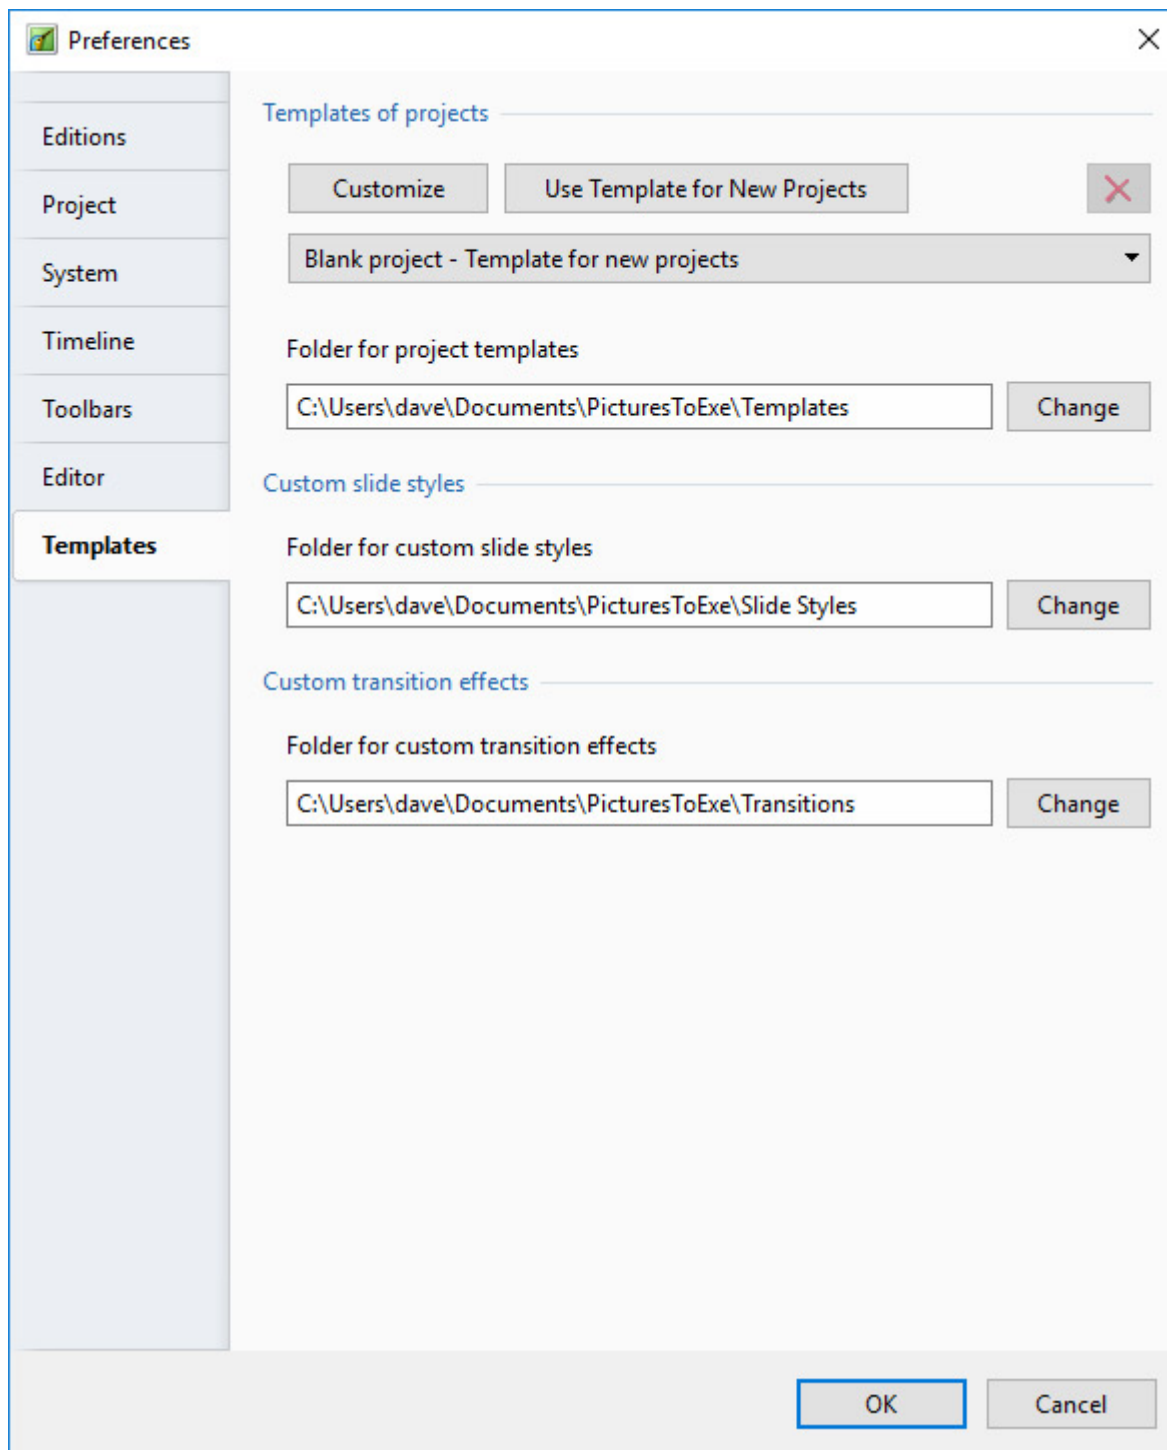 Preferences
Editions
Project
System
Timeline
Toolbars
Editor
Templates
Templates of projects
Customize Use Template for New Projects
Blank project - Template for new projects
Folder for project templates
C:\Users\dave\Documents\PicturesToExe\Templates Change
Custom slide styles
Folder for custom slide styles
C:\Users\dave\Documents\PicturesToExe\Slide Styles Change
Custom transition effects
Folder for custom transition effects
C:\Users\dave\Documents\PicturesToExe\Transitions Change
OK Cancel